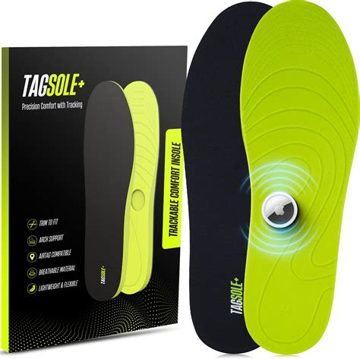 TAGSOLE+
Precision Comfort with Tracking
TRACKABLE COMFORT INSOLE
TRIM TO FIT
ARCH SUPPORT
AIRTAG COMPATIBLE
BREATHABLE MATERIAL
LIGHTWEIGHT & FLEXIBLE
TAGSOLE+
TAGSOLE+